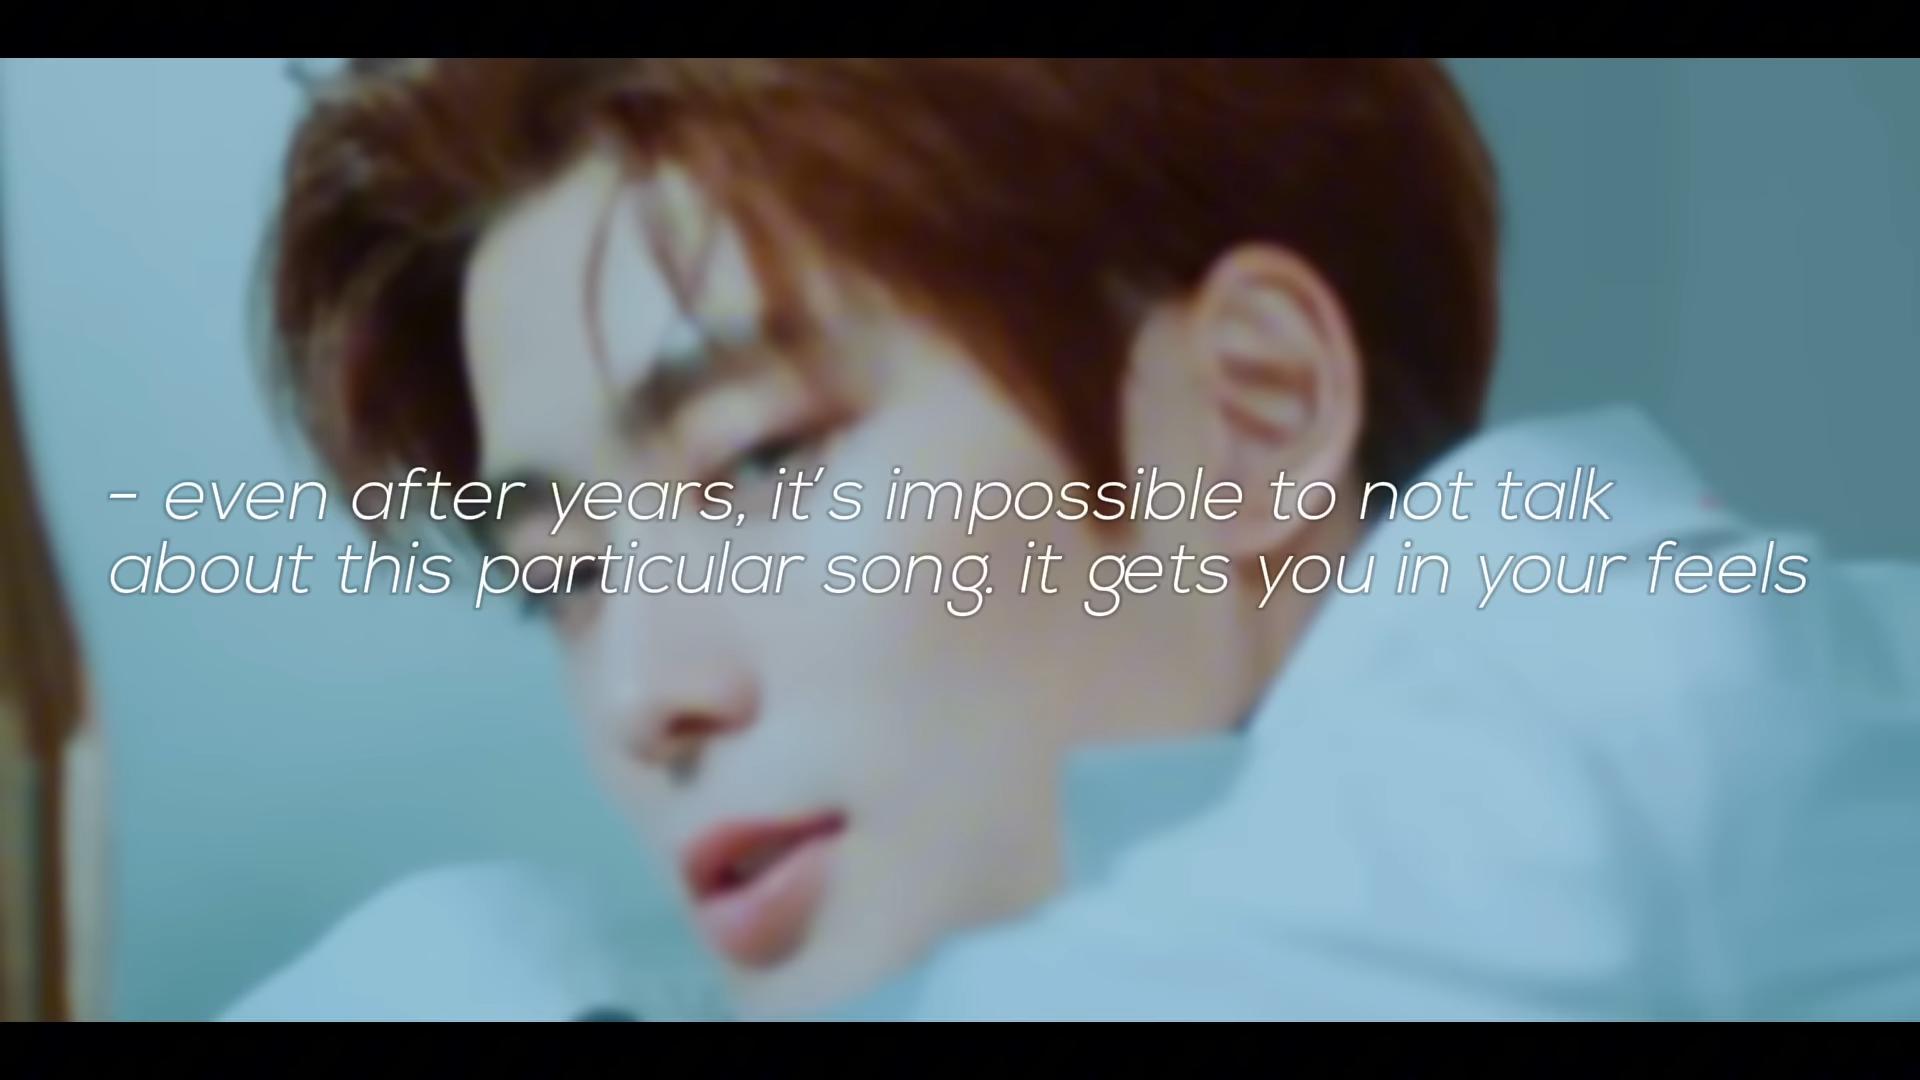 – even after years, it’s impossible to not talk
about this particular song. it gets you in your feels